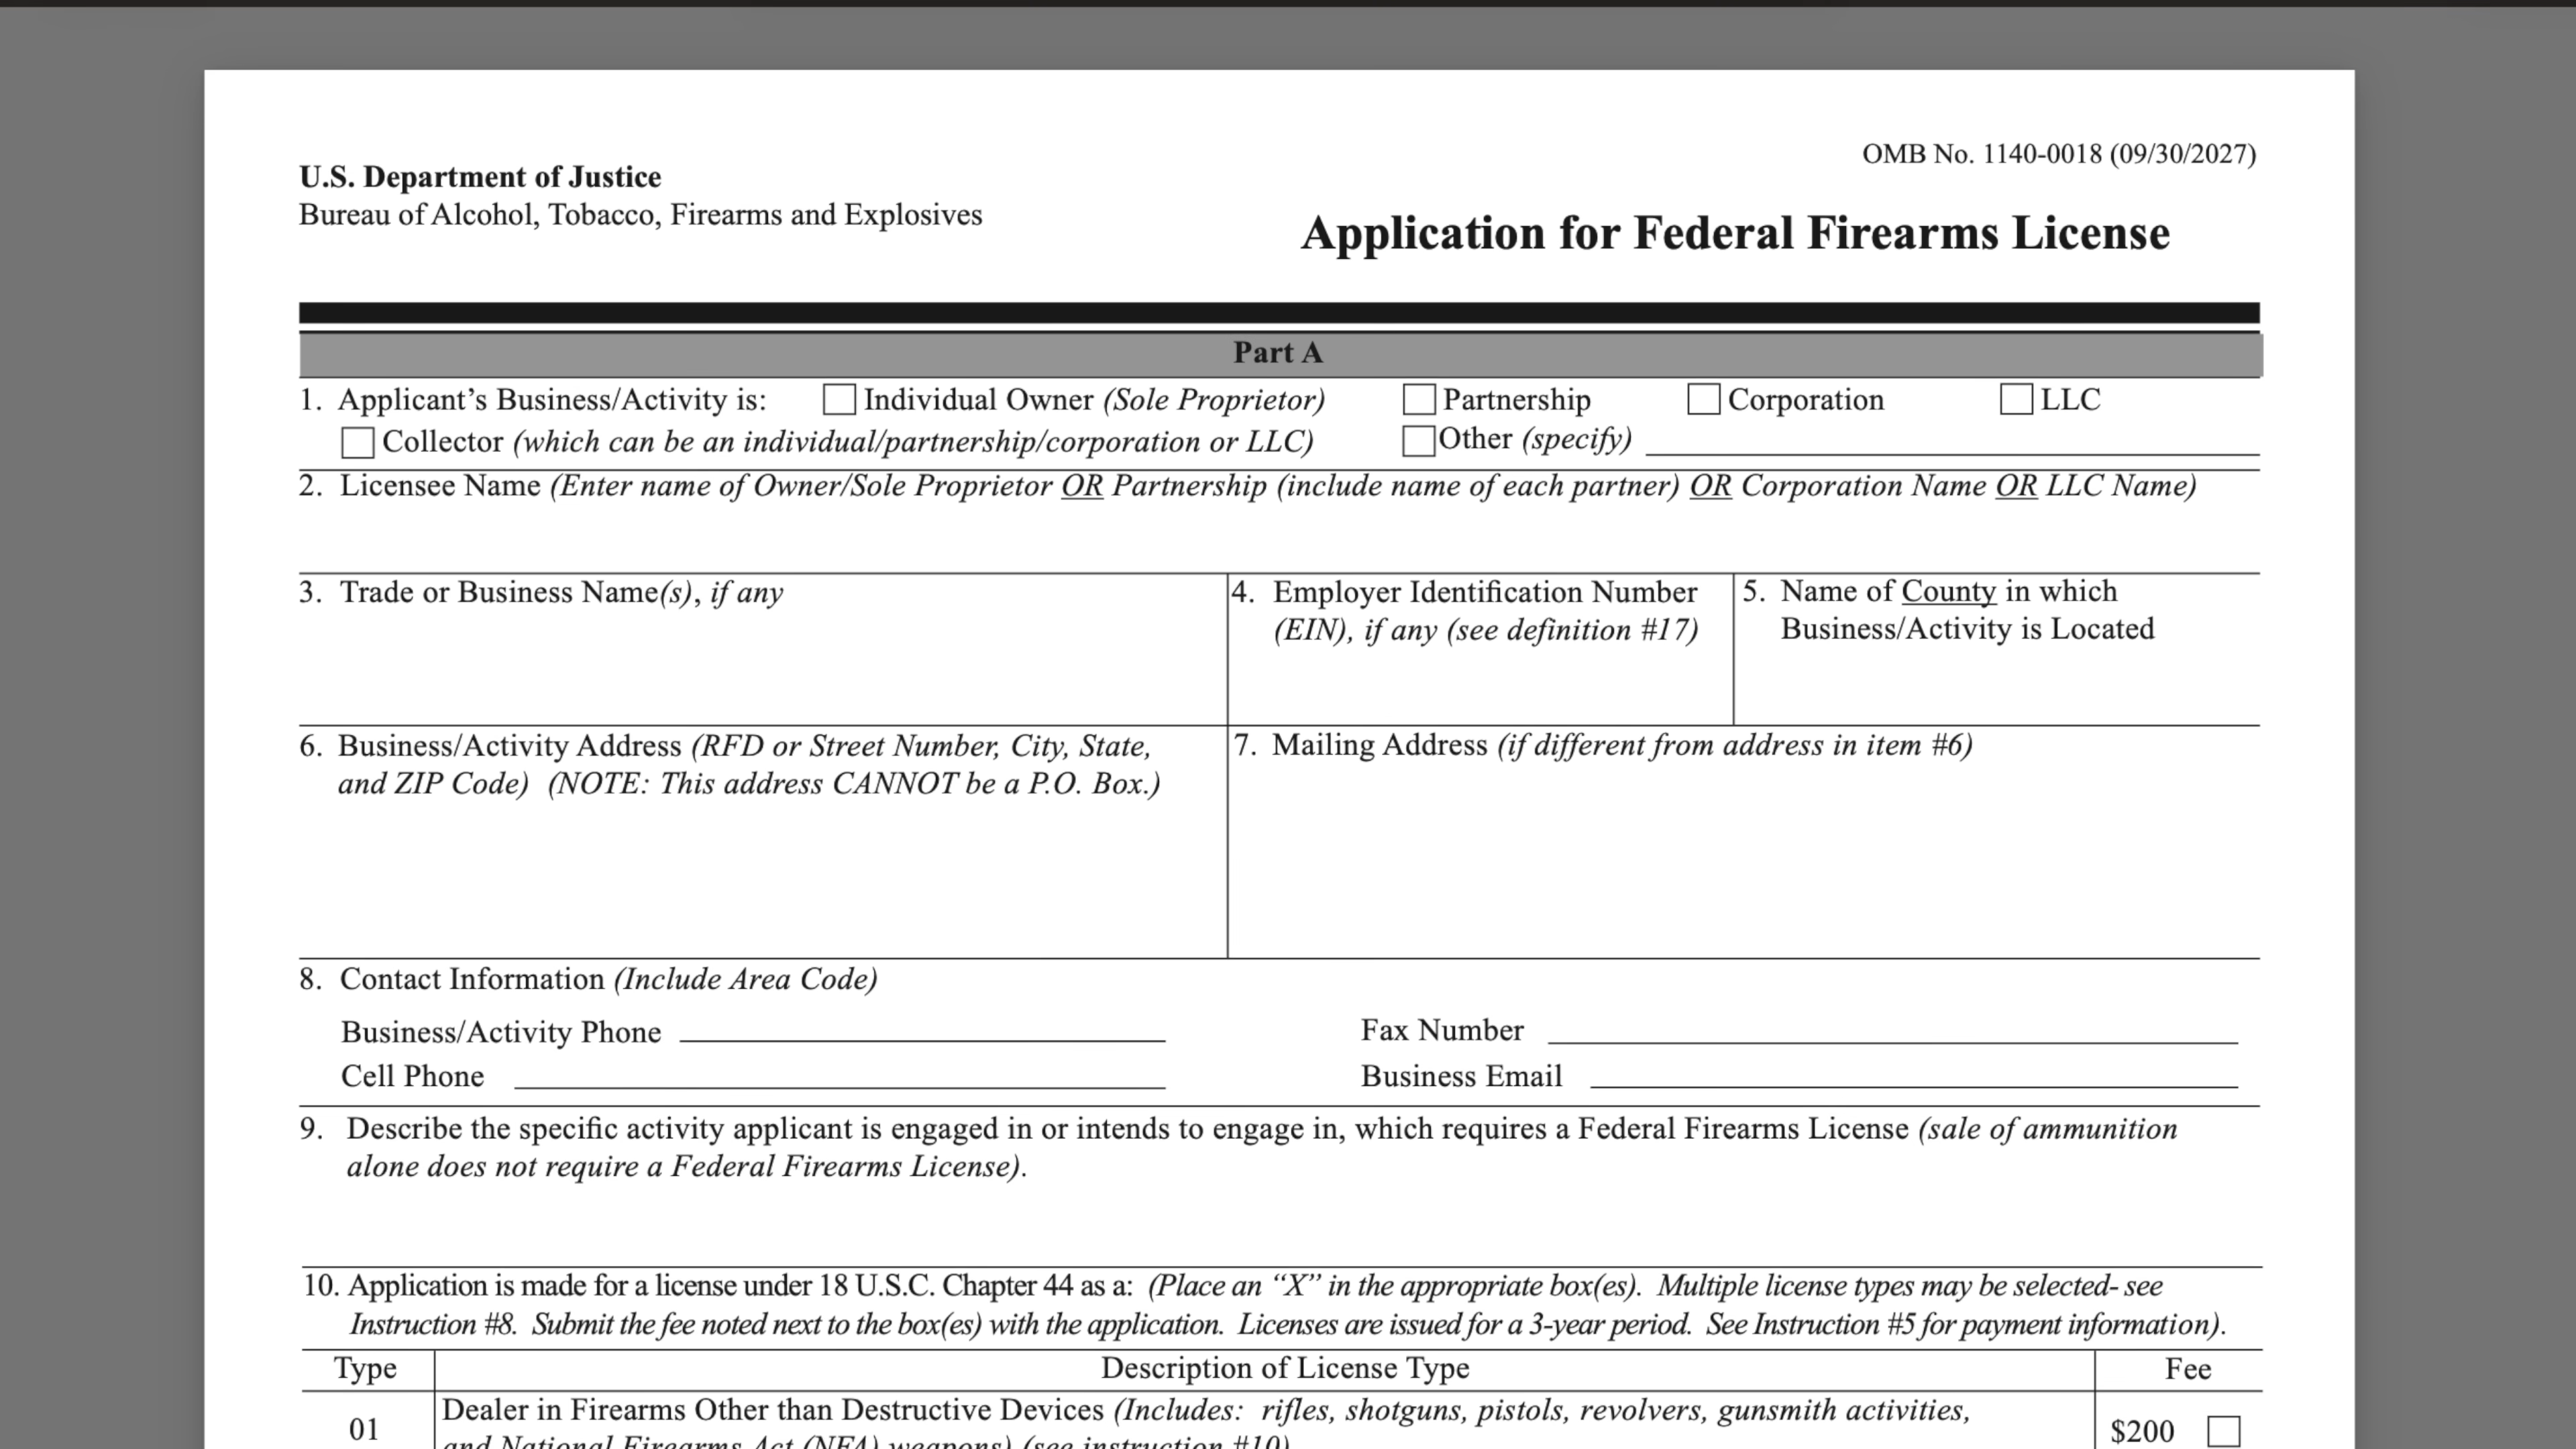 OMB No. 1140-0018 (09/30/2027)
U.S. Department of Justice
Bureau of Alcohol, Tobacco, Firearms and Explosives
Application for Federal Firearms License
Part A
1. Applicant’s Business/Activity is: Individual Owner (Sole Proprietor) Partnership Corporation LLC
Collector (which can be an individual/partnership/corporation or LLC) Other (specify)
2. Licensee Name (Enter name of Owner/Sole Proprietor OR Partnership (include name of each partner) OR Corporation Name OR LLC Name)
3. Trade or Business Name(s), if any
4. Employer Identification Number
(EIN), if any (see definition #17)
5. Name of County in which
Business/Activity is Located
6. Business/Activity Address (RFD or Street Number, City, State,
and ZIP Code) (NOTE: This address CANNOT be a P.O. Box.)
7. Mailing Address (if different from address in item #6)
8. Contact Information (Include Area Code)
Business/Activity Phone
Fax Number
Cell Phone
Business Email
9. Describe the specific activity applicant is engaged in or intends to engage in, which requires a Federal Firearms License (sale of ammunition
alone does not require a Federal Firearms License).
10. Application is made for a license under 18 U.S.C. Chapter 44 as a: (Place an “X” in the appropriate box(es). Multiple license types may be selected- see
Instruction #8. Submit the fee noted next to the box(es) with the application. Licenses are issued for a 3-year period. See Instruction #5 for payment information).
Type Description of License Type Fee
01 Dealer in Firearms Other than Destructive Devices (Includes: rifles, shotguns, pistols, revolvers, gunsmith activities, $200
and National Firearms Act (NFA) weapons) (see instruction #10)